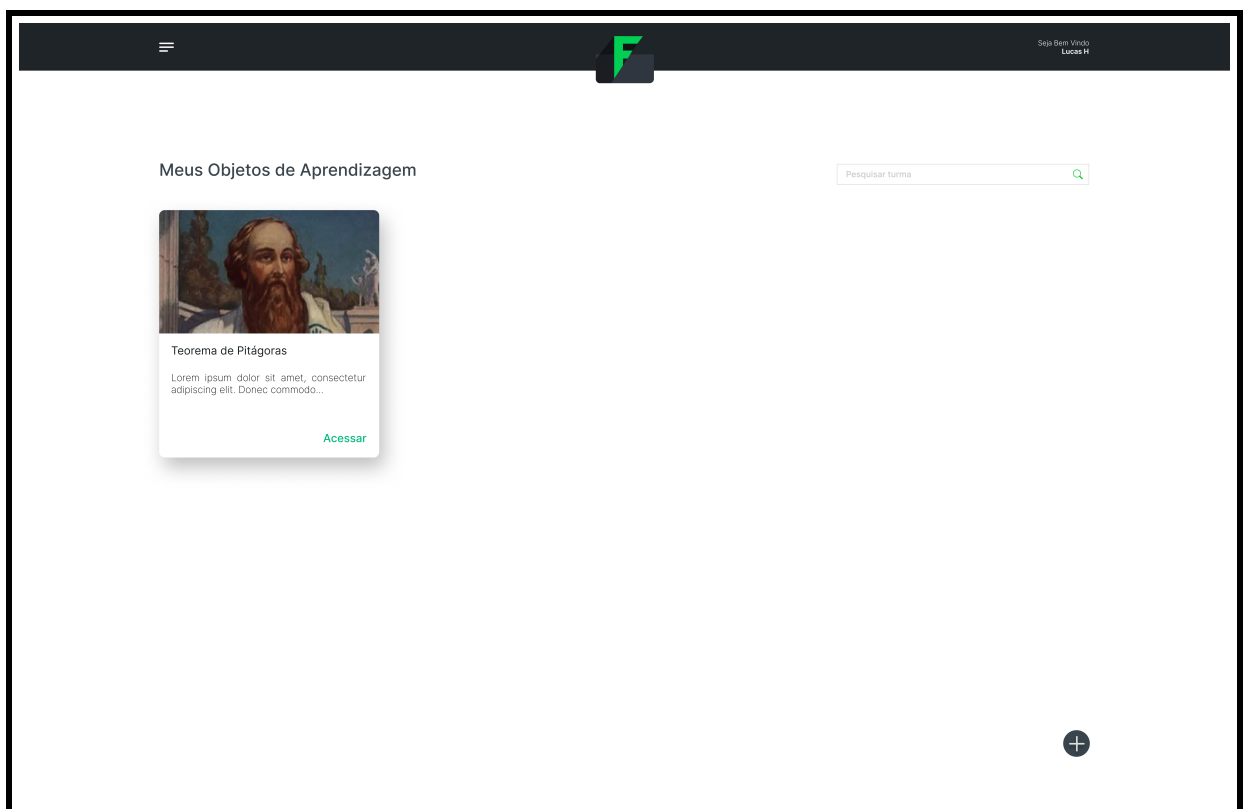 Seja Bem Vindo
Lucas H
Meus Objetos de Aprendizagem
Pesquisar turma
Teorema de Pitágoras
Lorem ipsum dolor sit amet, consectetur
adipiscing elit. Donec commodo...
Acessar